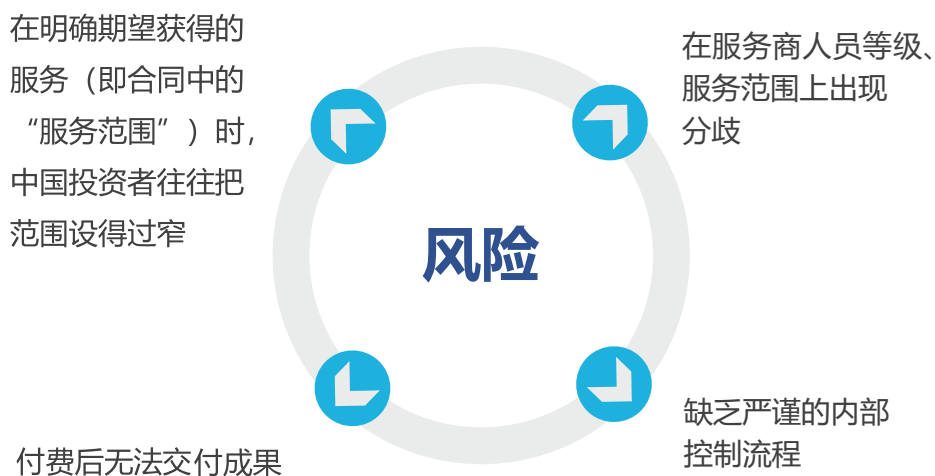 在明确期望获得的
服务（即合同中的
“服务范围”）时，
中国投资者往往把
范围设得过窄
在服务商人员等级、
服务范围上出现
分歧
风险
付费后无法交付成果
缺乏严谨的内部
控制流程